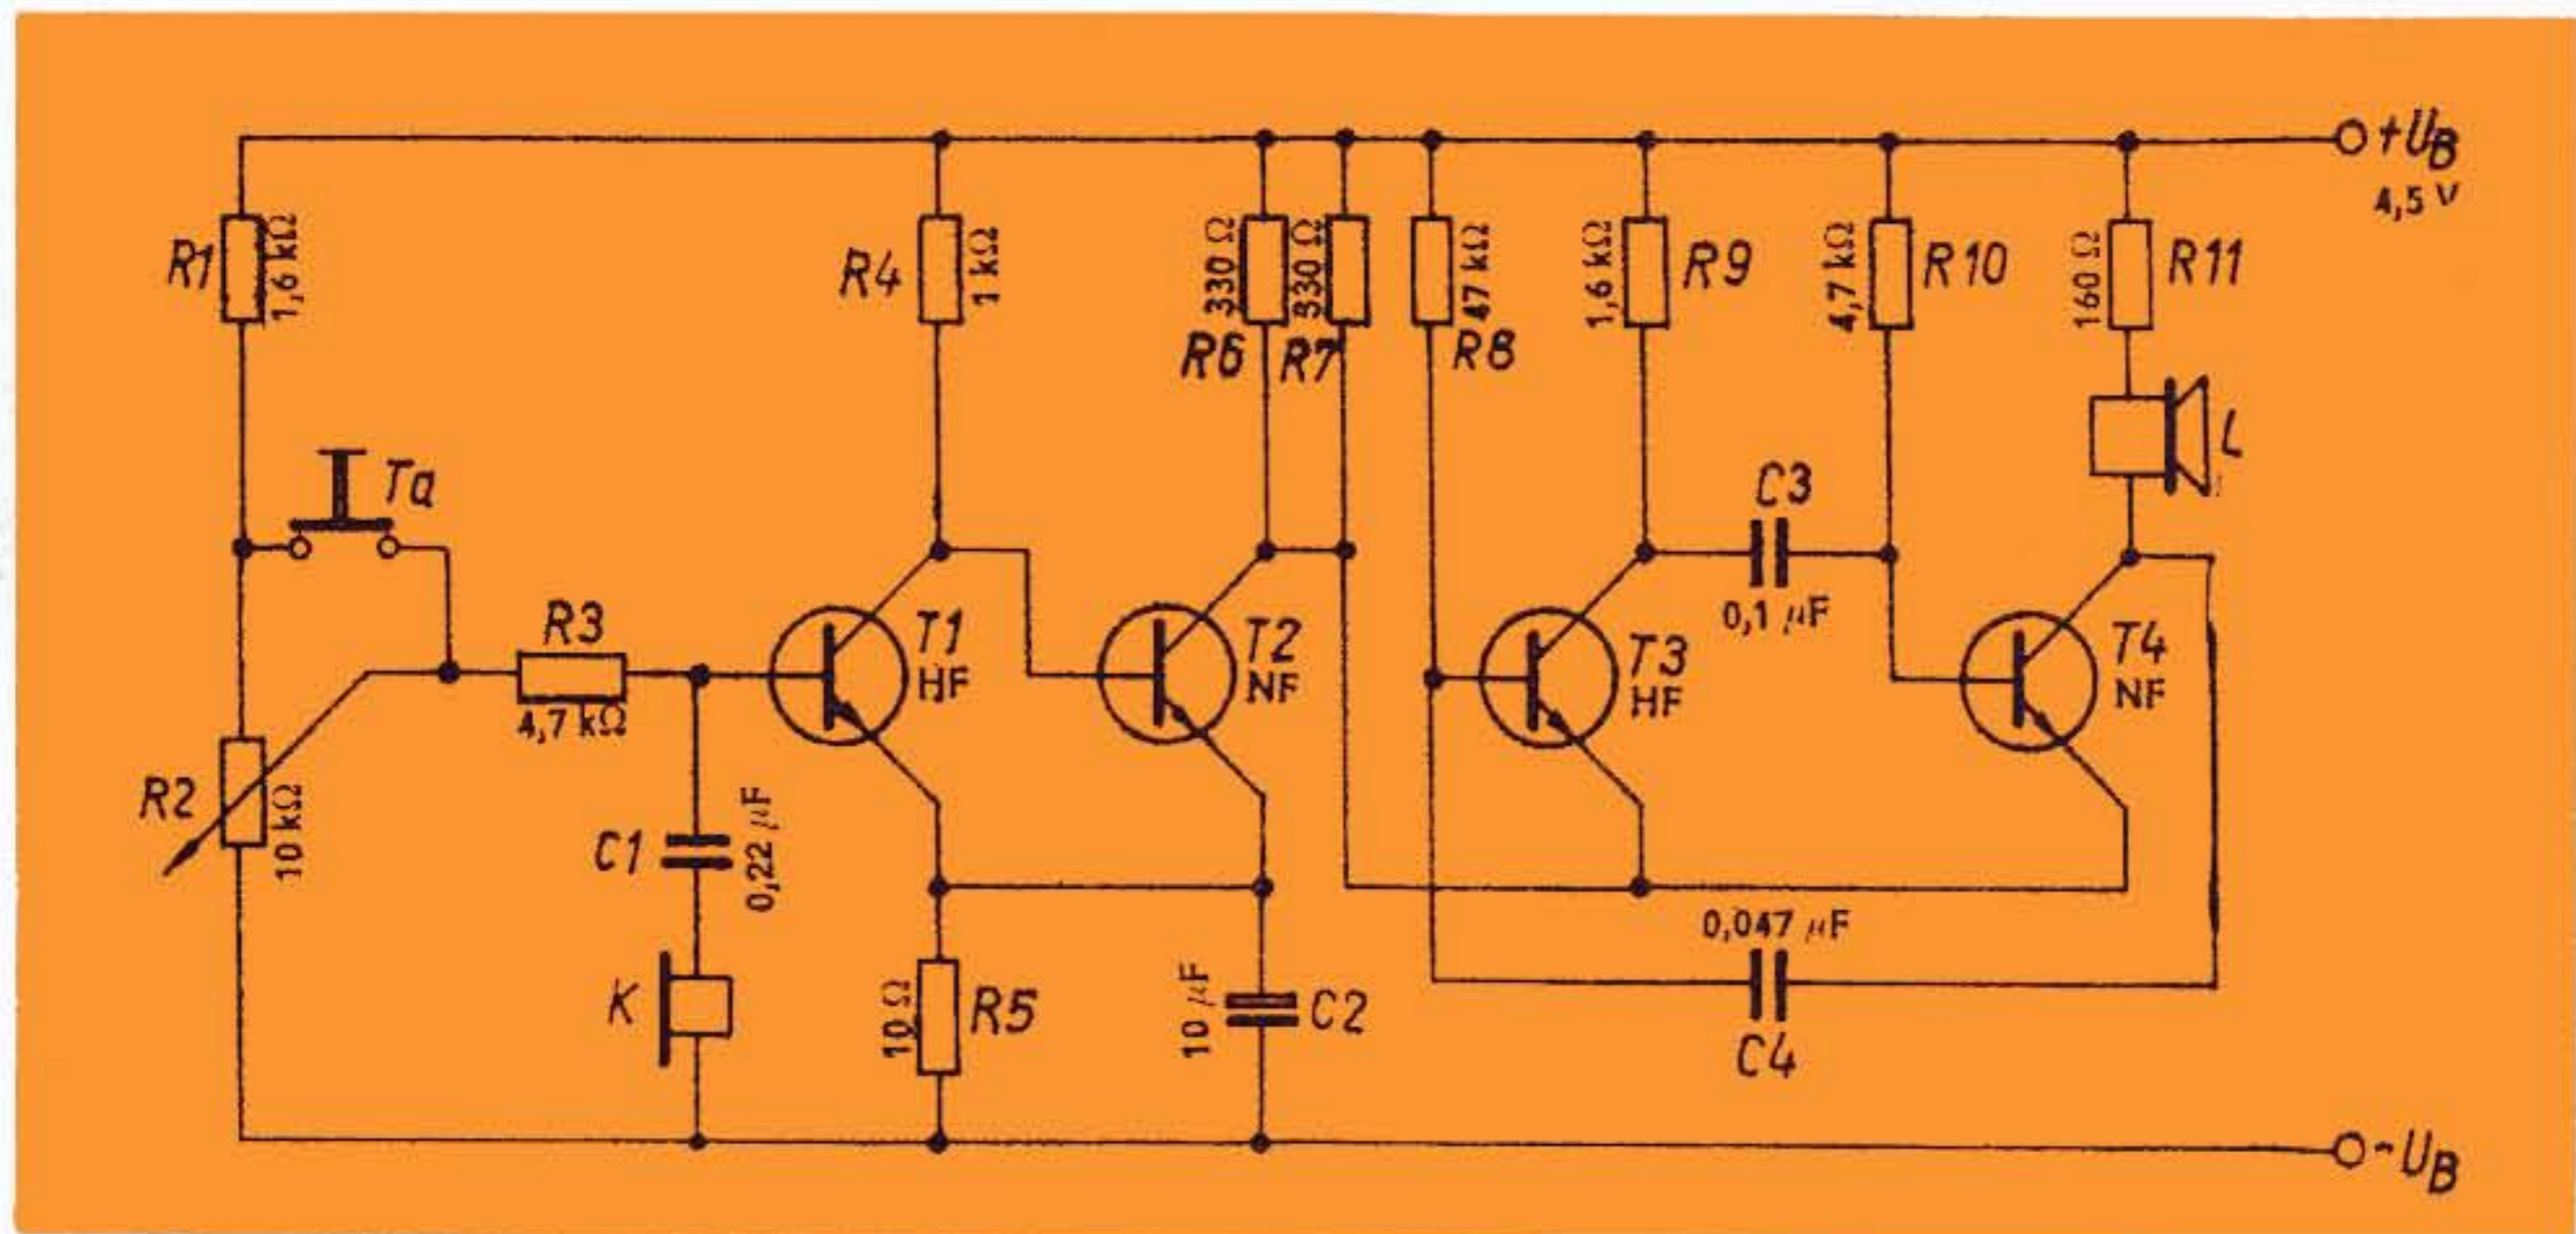 +UB
4,5 V
R1
1,6 kΩ
R4
1 kΩ
330 Ω
R6
330 Ω
R7
47 kΩ
R8
1,6 kΩ
R9
4,7 kΩ
R10
160 Ω
R11
L
Ta
C3
0,1 µF
R3
4,7 kΩ
T1
HF
T2
NF
T3
HF
T4
NF
R2
10 kΩ
C1
0,22 µF
0,047 µF
C4
K
10 Ω
R5
10 µF
C2
-UB